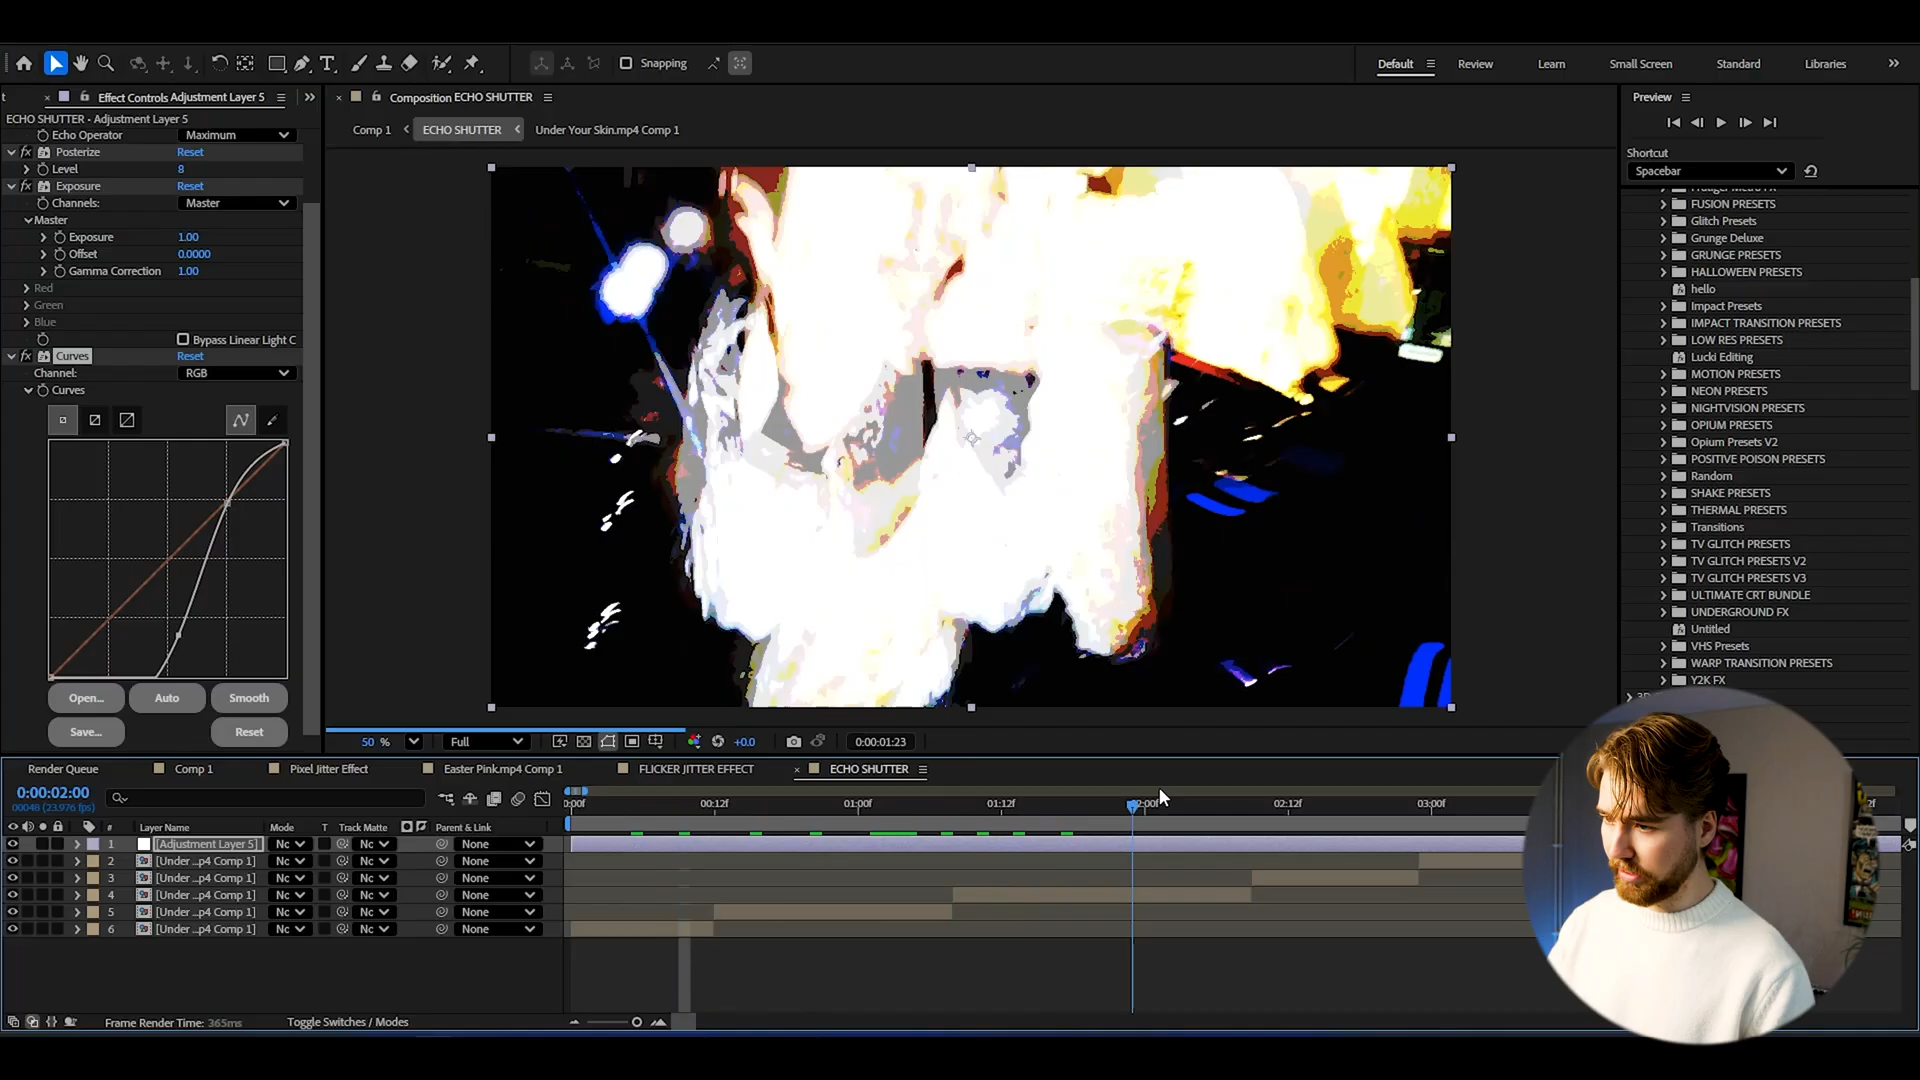 Snapping
Default
Review
Learn
Small Screen
Standard
Libraries
Effect Controls Adjustment Layer 5
ECHO SHUTTER • Adjustment Layer 5
Echo Operator Maximum
fx Posterize Reset
Level 8
fx Exposure Reset
Channels: Master
Master
Exposure 1.00
Offset 0.0000
Gamma Correction 1.00
Red
Green
Blue
Bypass Linear Light C
fx Curves Reset
Channel: RGB
Curves
Open... Auto Smooth
Save... Reset
Composition ECHO SHUTTER
Comp 1 ECHO SHUTTER Under Your Skin.mp4 Comp 1
50 % Full +0.0 0:00:01:23
Preview
Shortcut
Spacebar
FUSION PRESETS
Glitch Presets
Grunge Deluxe
GRUNGE PRESETS
HALLOWEEN PRESETS
hello
Impact Presets
IMPACT TRANSITION PRESETS
LOW RES PRESETS
Lucki Editing
MOTION PRESETS
NEON PRESETS
NIGHTVISION PRESETS
OPIUM PRESETS
Opium Presets V2
POSITIVE POISON PRESETS
Random
SHAKE PRESETS
THERMAL PRESETS
Transitions
TV GLITCH PRESETS
TV GLITCH PRESETS V2
TV GLITCH PRESETS V3
ULTIMATE CRT BUNDLE
UNDERGROUND FX
Untitled
VHS Presets
WARP TRANSITION PRESETS
Y2K FX
Render Queue Comp 1 Pixel Jitter Effect Easter Pink.mp4 Comp 1 FLICKER JITTER EFFECT ECHO SHUTTER
0:00:02:00
00048 (23.976 fps)
0:00f 00:12f 01:00f 01:12f 02:00f 02:12f 03:00f
# Layer Name Mode T Track Matte Parent & Link
1 [Adjustment Layer 5] Nc Nc None
2 [Under ...p4 Comp 1] Nc Nc None
3 [Under ...p4 Comp 1] Nc Nc None
4 [Under ...p4 Comp 1] Nc Nc None
5 [Under ...p4 Comp 1] Nc Nc None
6 [Under ...p4 Comp 1] Nc Nc None
Frame Render Time: 365ms Toggle Switches / Modes